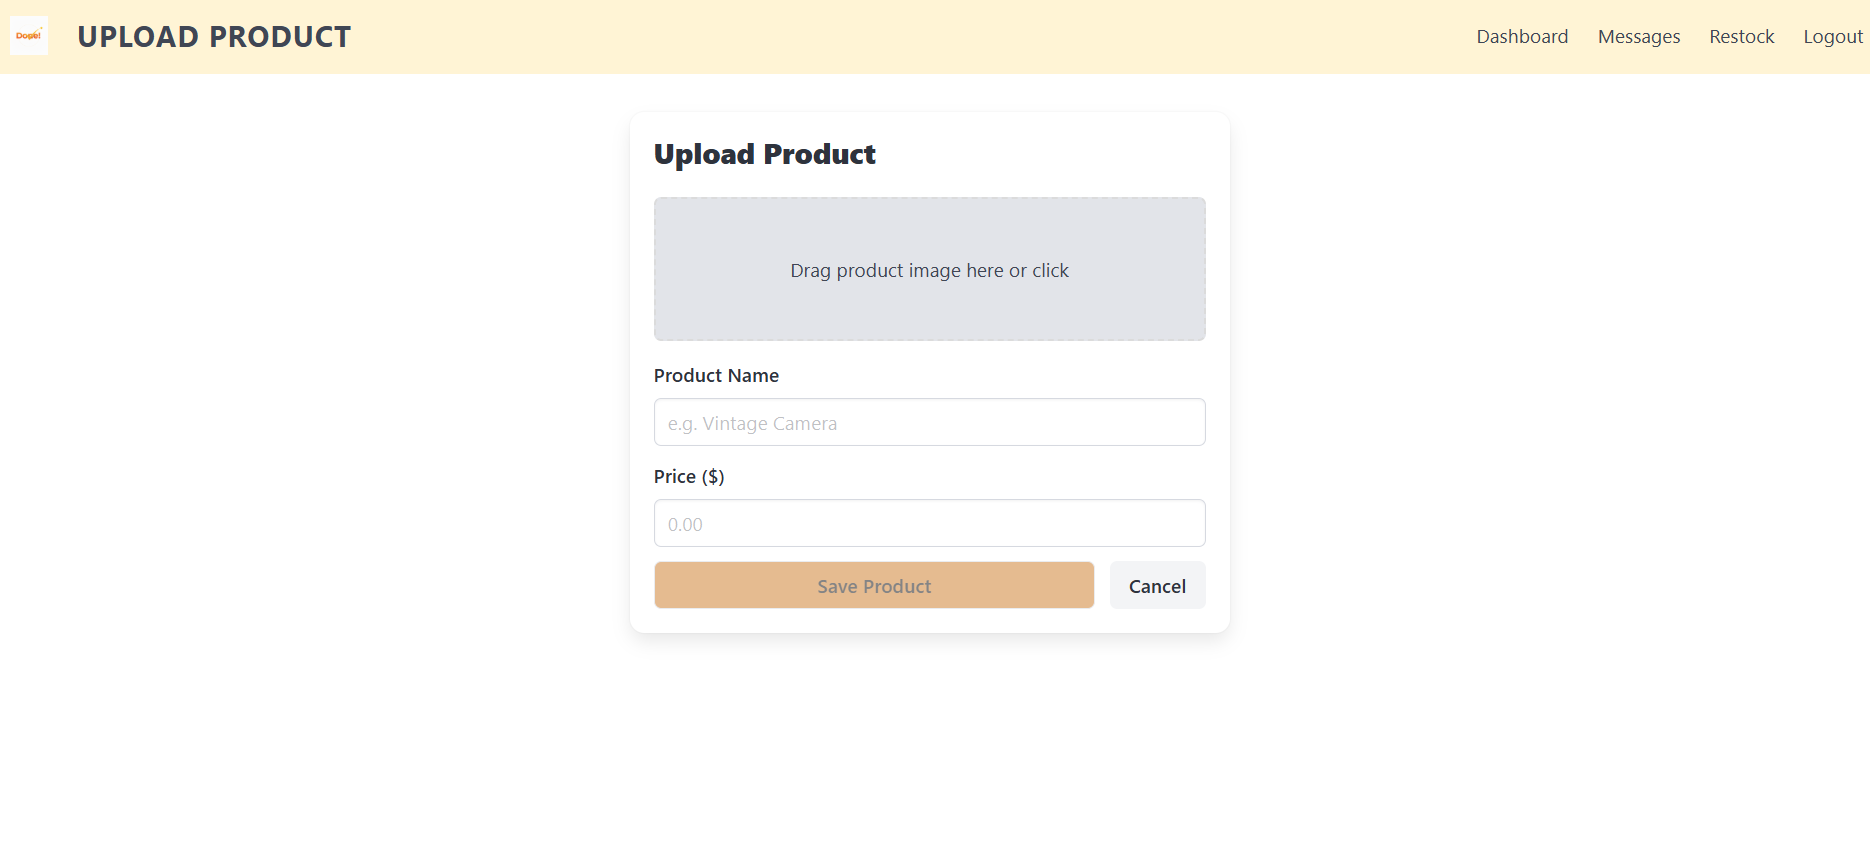 Dope!
UPLOAD PRODUCT
Dashboard Messages Restock Logout
Upload Product
Drag product image here or click
Product Name
e.g. Vintage Camera
Price ($)
0.00
Save Product Cancel